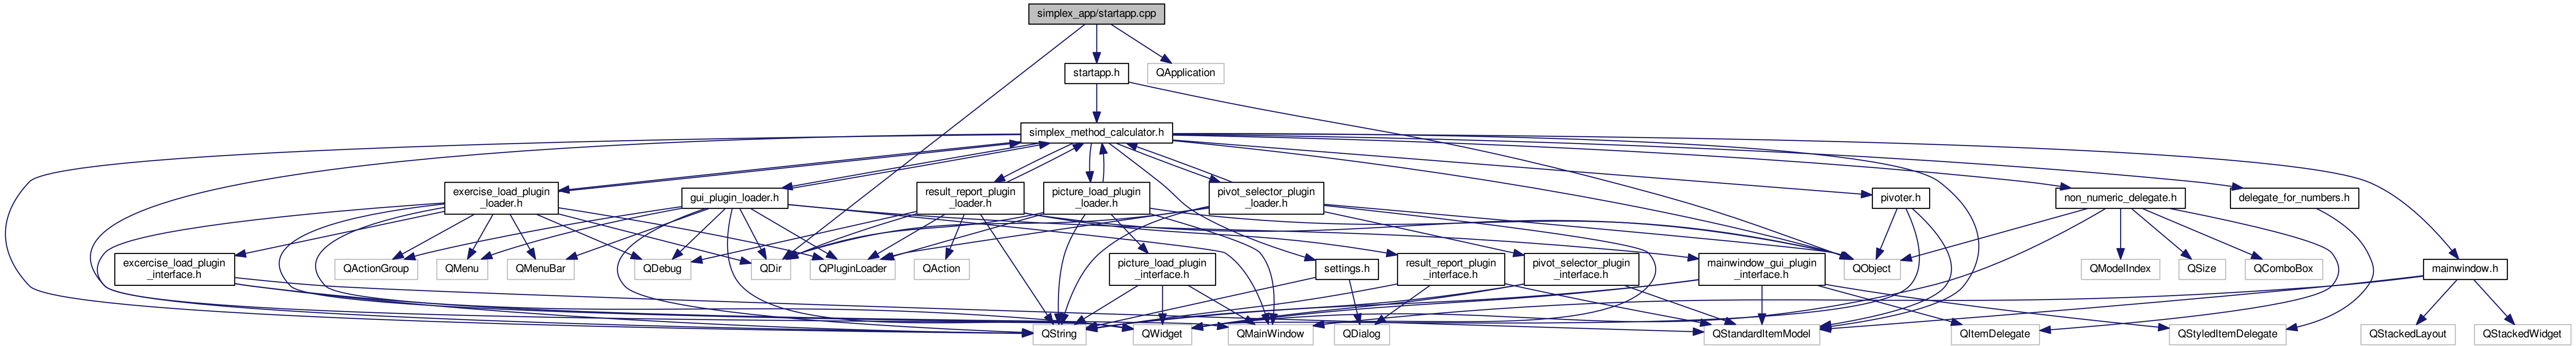 simplex_app/startapp.cpp
startapp.h
QApplication
simplex_method_calculator.h
exercise_load_plugin
_loader.h
gui_plugin_loader.h
result_report_plugin
_loader.h
picture_load_plugin
_loader.h
pivot_selector_plugin
_loader.h
pivoter.h
non_numeric_delegate.h
delegate_for_numbers.h
excercise_load_plugin
_interface.h
QActionGroup
QMenu
QMenuBar
QDebug
QDir
QPluginLoader
QAction
picture_load_plugin
_interface.h
settings.h
result_report_plugin
_interface.h
pivot_selector_plugin
_interface.h
mainwindow_gui_plugin
_interface.h
QObject
QModelIndex
QSize
QComboBox
mainwindow.h
QString
QWidget
QMainWindow
QDialog
QStandardItemModel
QItemDelegate
QStyledItemDelegate
QStackedLayout
QStackedWidget